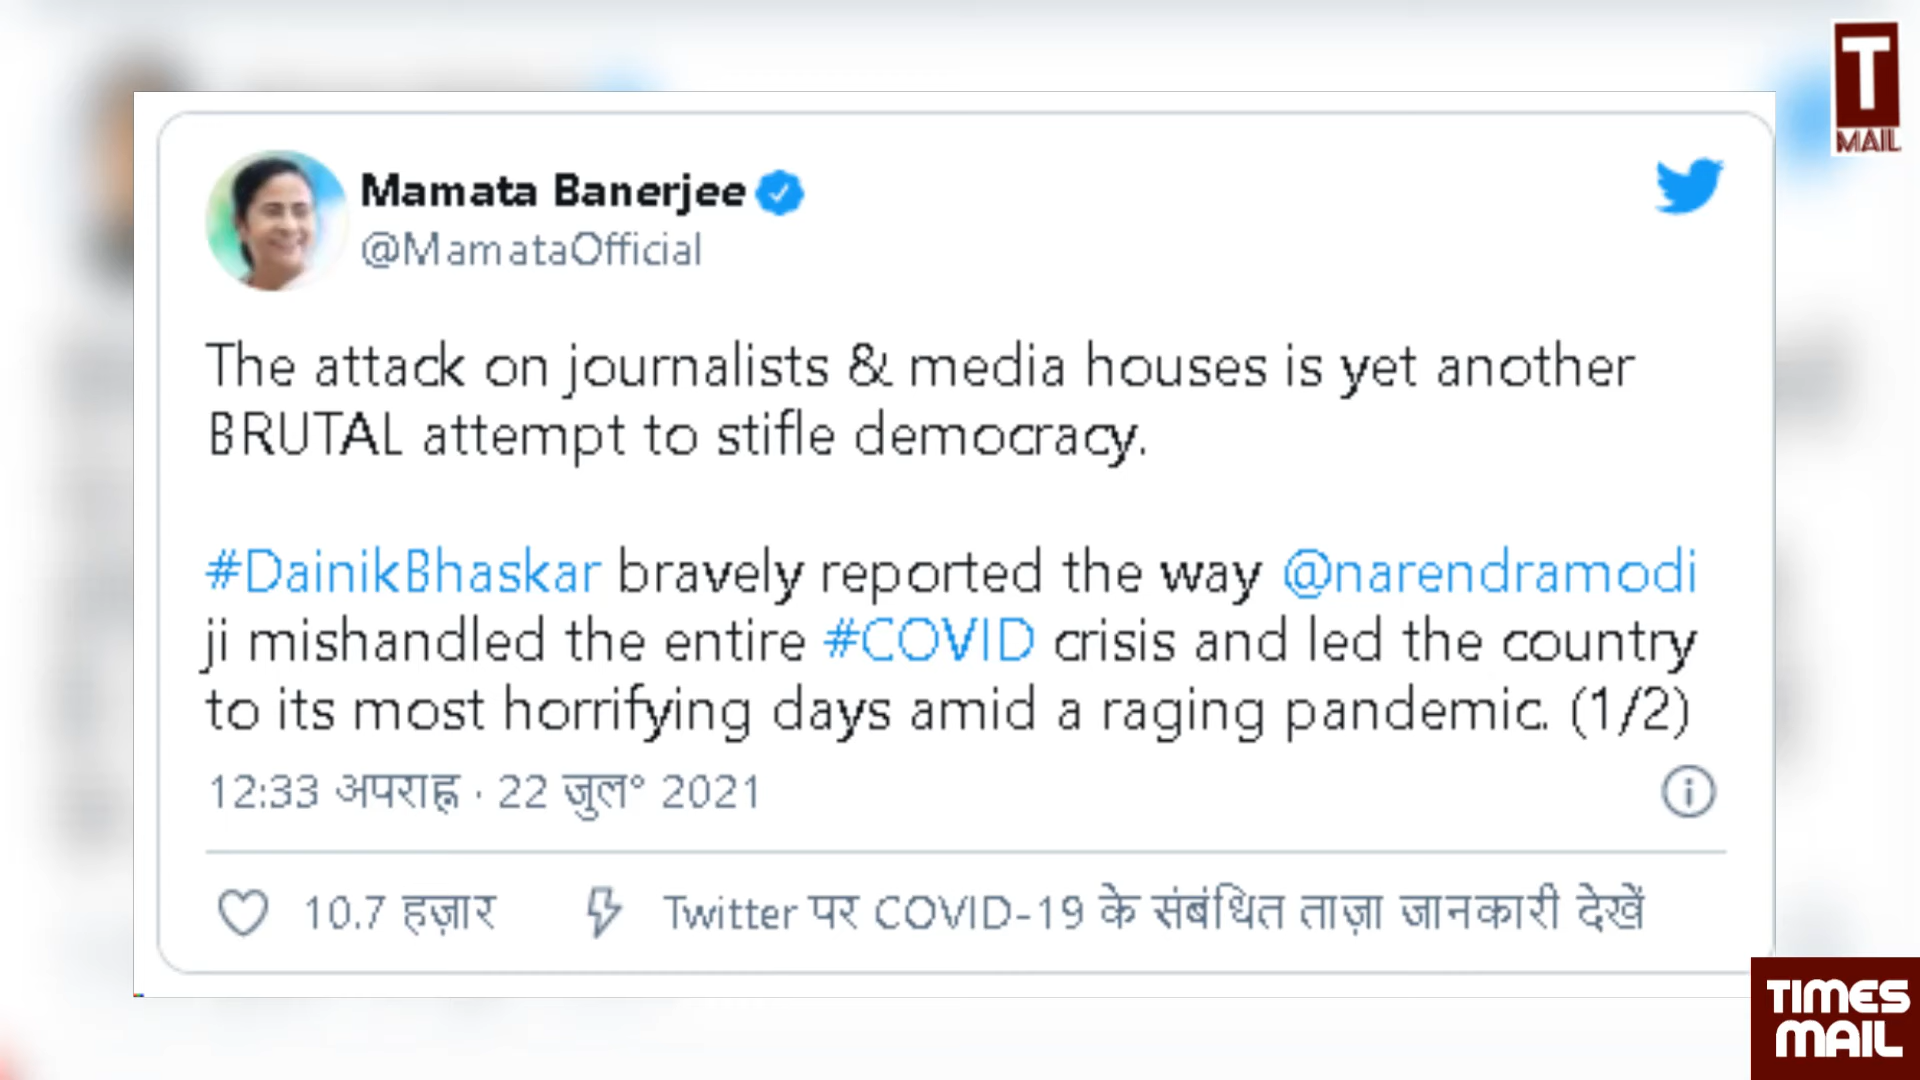 T
MAIL
Mamata Banerjee
@MamataOfficial
The attack on journalists & media houses is yet another
BRUTAL attempt to stifle democracy.
#DainikBhaskar bravely reported the way @narendramodi
ji mishandled the entire #COVID crisis and led the country
to its most horrifying days amid a raging pandemic. (1/2)
12:33 अपराह्न · 22 जुल॰ 2021
10.7 हज़ार
Twitter पर COVID-19 के संबंधित ताज़ा जानकारी देखें
TIMES
MAIL